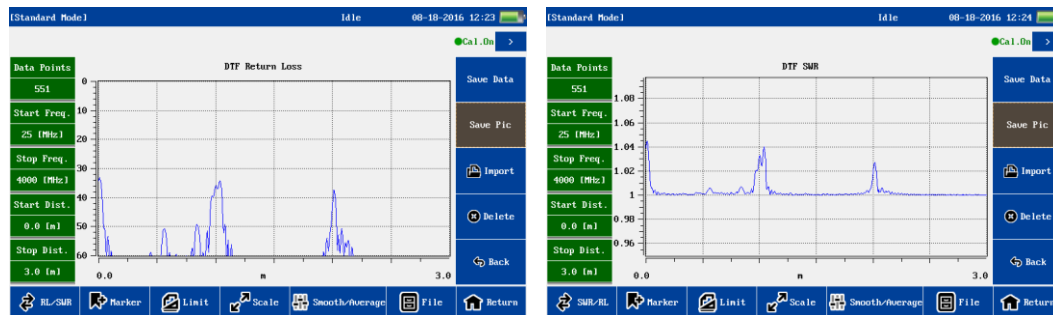 [Standard Mode] Idle 08-18-2016 12:23
Cal.On >
Data Points
551
Start Freq.
25 [MHz]
Stop Freq.
4000 [MHz]
Start Dist.
0.0 [m]
Stop Dist.
3.0 [m]
DTF Return Loss
0
10
20
30
40
50
60
0.0 m 3.0
Save Data
Save Pic
Import
Delete
Back
RL/SWR Marker Limit Scale Smooth/Average File Return
[Standard Mode] Idle 08-18-2016 12:24
Cal.On >
Data Points
551
Start Freq.
25 [MHz]
Stop Freq.
4000 [MHz]
Start Dist.
0.0 [m]
Stop Dist.
3.0 [m]
DTF SWR
1.08
1.06
1.04
1.02
1
0.98
0.96
0.0 m 3.0
Save Data
Save Pic
Import
Delete
Back
SWR/RL Marker Limit Scale Smooth/Average File Return